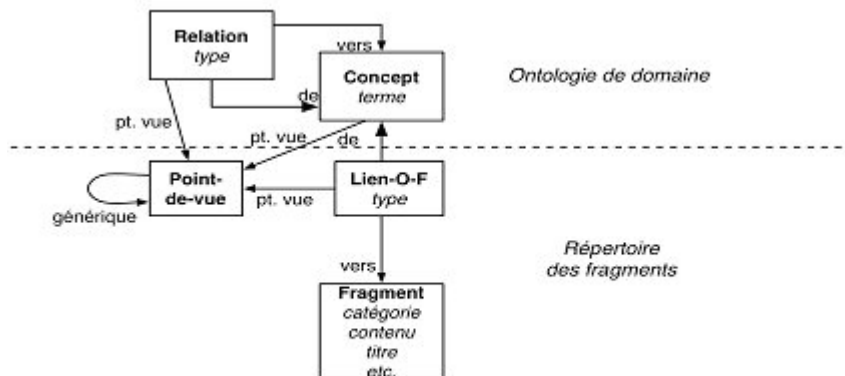 Relation
type
vers
Concept
terme
de
Ontologie de domaine
pt. vue
pt. vue
de
Point-
de-vue
générique
pt. vue
Lien-O-F
type
Répertoire
des fragments
vers
Fragment
catégorie
contenu
titre
etc.